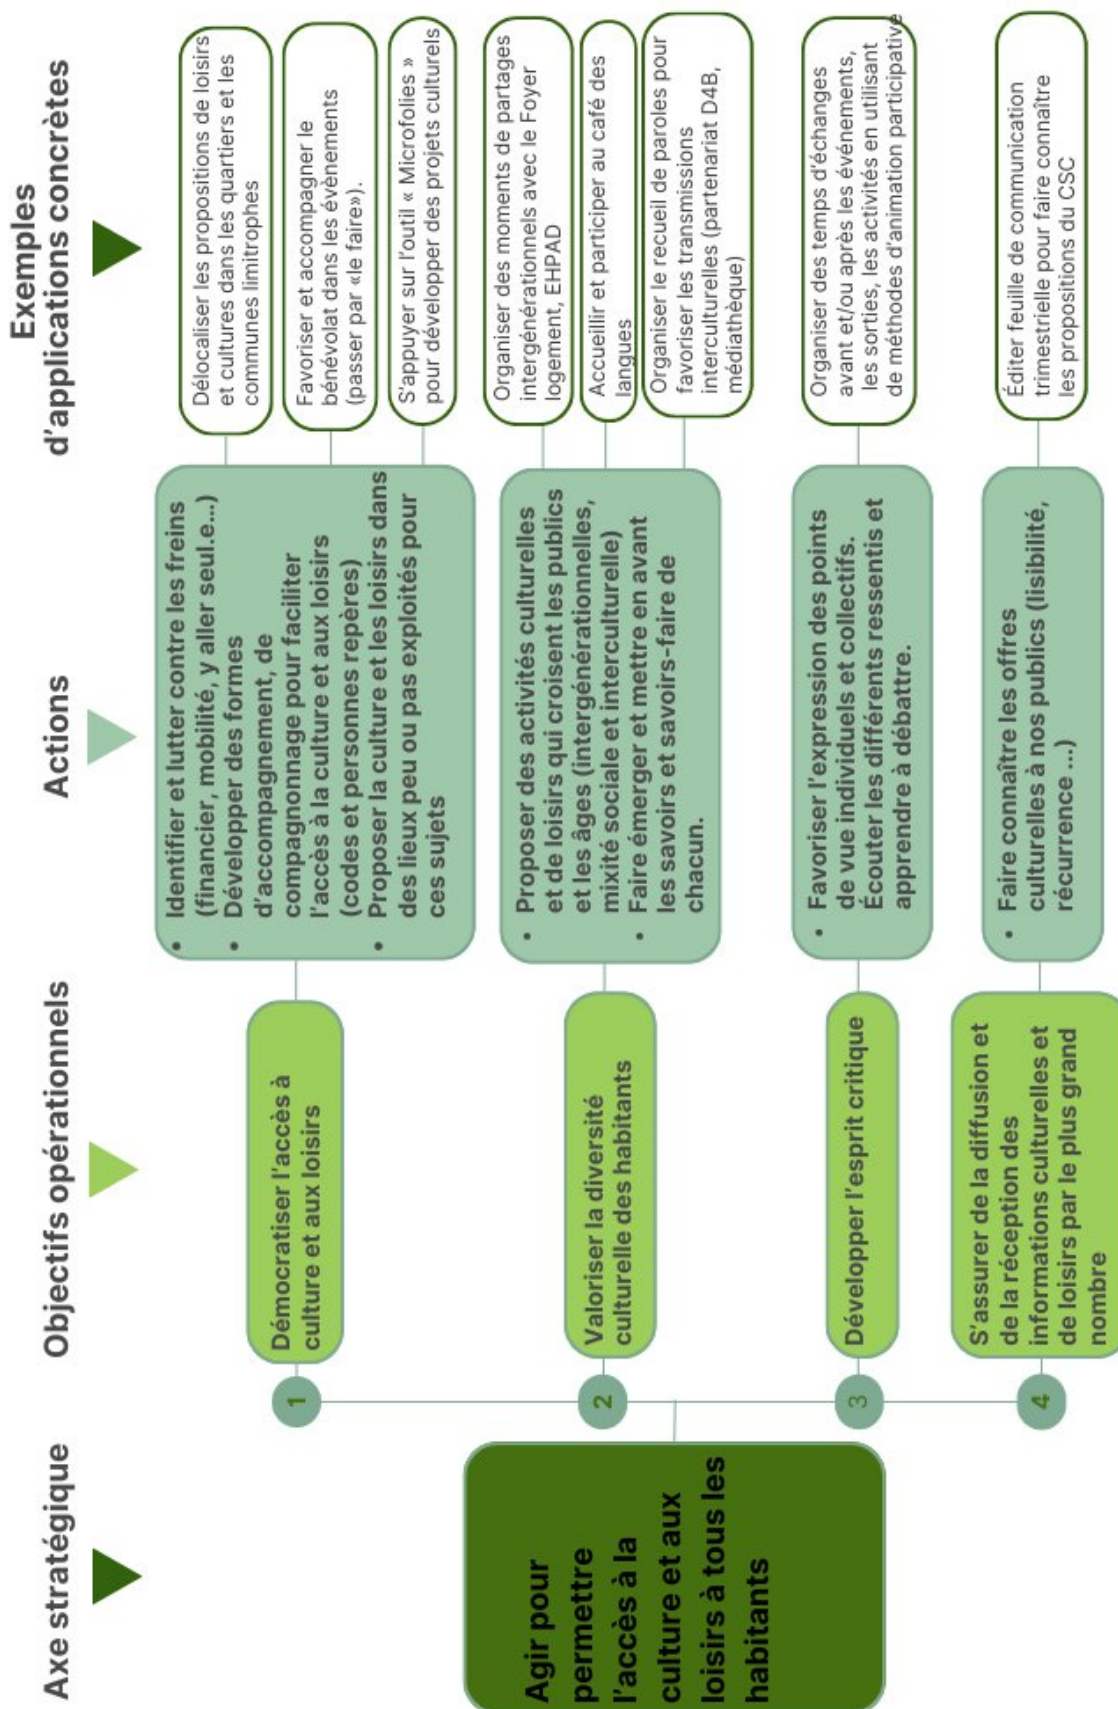 Axe stratégique
Objectifs opérationnels
Actions
Exemples
d'applications concrètes
Agir pour
permettre
l'accès à la
culture et aux
loisirs à tous les
habitants
1
Démocratiser l'accès à
culture et aux loisirs
• Identifier et lutter contre les freins
(financier, mobilité, y aller seul.e...)
• Développer des formes
d'accompagnement, de
compagnonnage pour faciliter
l'accès à la culture et aux loisirs
(codes et personnes repères)
• Proposer la culture et les loisirs dans
des lieux peu ou pas exploités pour
ces sujets
Délocaliser les propositions de loisirs
et cultures dans les quartiers et les
communes limitrophes
Favoriser et accompagner le
bénévolat dans les évènements
(passer par «le faire»).
S'appuyer sur l'outil « Microfolies »
pour développer des projets culturels
2
Valoriser la diversité
culturelle des habitants
• Proposer des activités culturelles
et de loisirs qui croisent les publics
et les âges (intergénérationnelles,
mixité sociale et interculturelle)
• Faire émerger et mettre en avant
les savoirs et savoirs-faire de
chacun.
Organiser des moments de partages
intergénérationnels avec le Foyer
logement, EHPAD
Accueillir et participer au café des
langues
Organiser le recueil de paroles pour
favoriser les transmissions
interculturelles (partenariat D4B,
médiathèque)
3
Développer l'esprit critique
• Favoriser l'expression des points
de vue individuels et collectifs.
Écouter les différents ressentis et
apprendre à débattre.
Organiser des temps d'échanges
avant et/ou après les événements,
les sorties, les activités en utilisant
de méthodes d'animation participative
4
S'assurer de la diffusion et
de la réception des
informations culturelles et
de loisirs par le plus grand
nombre
• Faire connaître les offres
culturelles à nos publics (lisibilité,
récurrence ...)
Éditer feuille de communication
trimestrielle pour faire connaître
les propositions du CSC